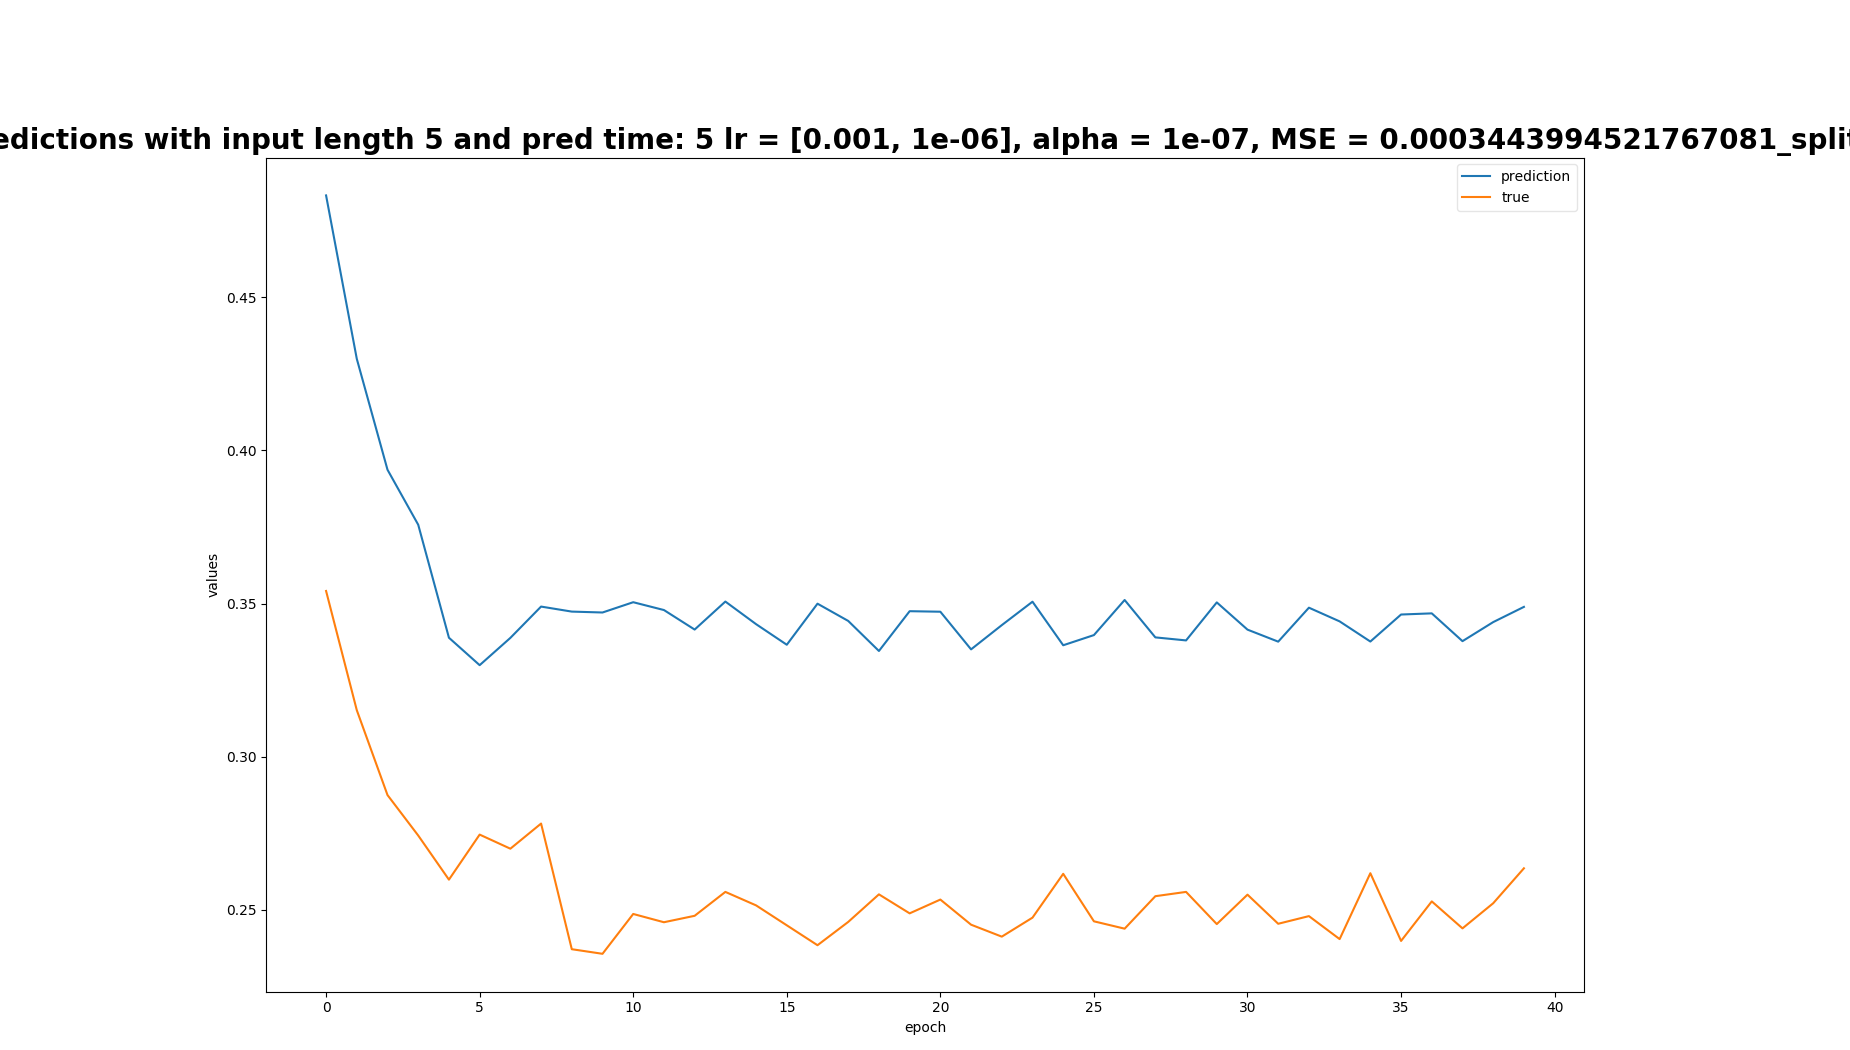 edictions with input length 5 and pred time: 5 lr = [0.001, 1e-06], alpha = 1e-07, MSE = 0.0003443994521767081_split
prediction
true
0.45
0.40
0.35
0.30
0.25
values
0 5 10 15 20 25 30 35 40
epoch